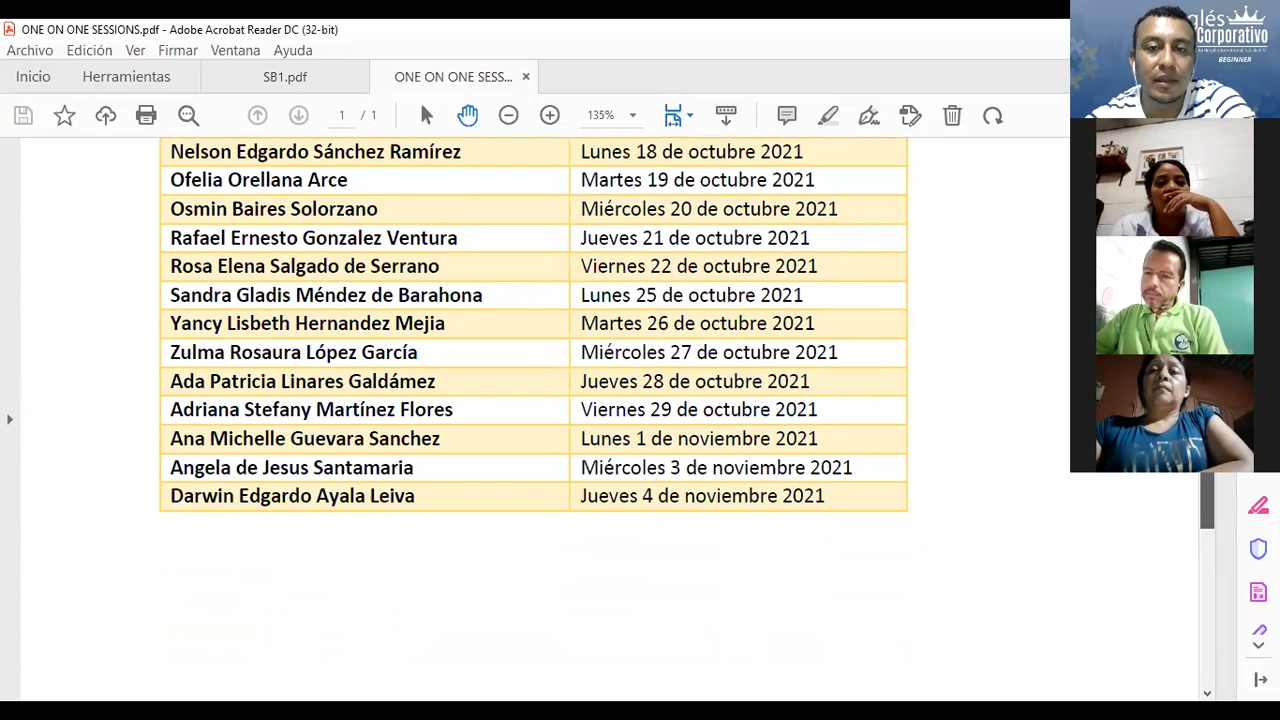 ONE ON ONE SESSIONS.pdf - Adobe Acrobat Reader DC (32-bit)
Archivo Edición Ver Firmar Ventana Ayuda
Inicio Herramientas SB1.pdf ONE ON ONE SESS... ×
1 / 1 135%
Nelson Edgardo Sánchez Ramírez Lunes 18 de octubre 2021
Ofelia Orellana Arce Martes 19 de octubre 2021
Osmin Baires Solorzano Miércoles 20 de octubre 2021
Rafael Ernesto Gonzalez Ventura Jueves 21 de octubre 2021
Rosa Elena Salgado de Serrano Viernes 22 de octubre 2021
Sandra Gladis Méndez de Barahona Lunes 25 de octubre 2021
Yancy Lisbeth Hernandez Mejia Martes 26 de octubre 2021
Zulma Rosaura López García Miércoles 27 de octubre 2021
Ada Patricia Linares Galdámez Jueves 28 de octubre 2021
Adriana Stefany Martínez Flores Viernes 29 de octubre 2021
Ana Michelle Guevara Sanchez Lunes 1 de noviembre 2021
Angela de Jesus Santamaria Miércoles 3 de noviembre 2021
Darwin Edgardo Ayala Leiva Jueves 4 de noviembre 2021
glés
Corporativo
BEGINNER